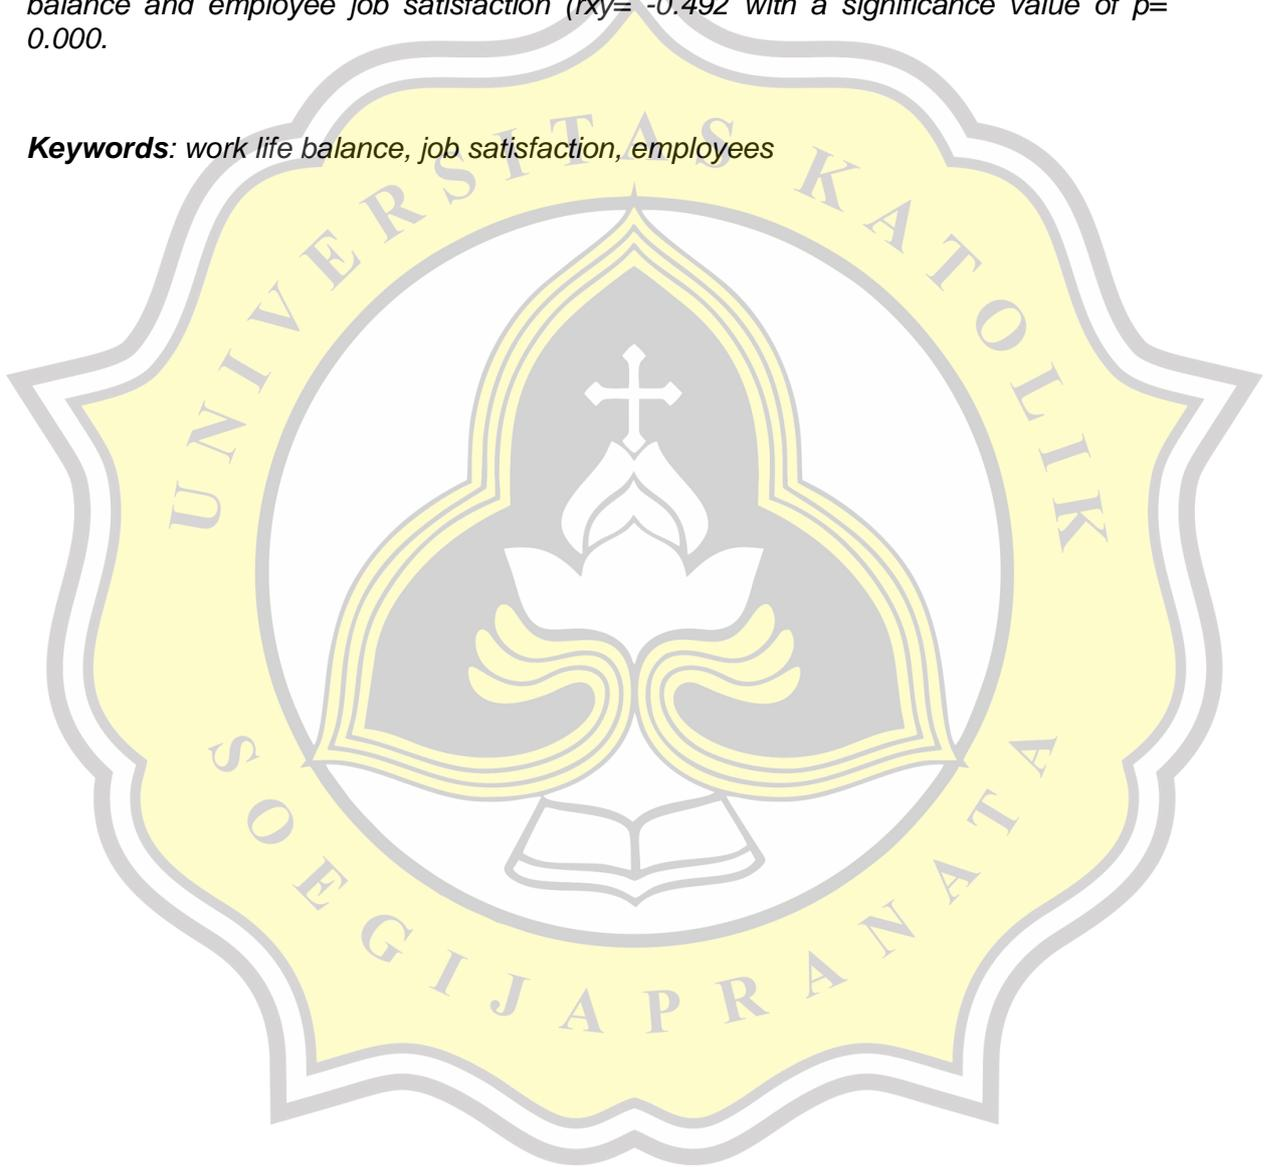 balance and employee job satisfaction (rxy= -0.492 with a significance value of p=
0.000.
Keywords: work life balance, job satisfaction, employees
UNIVERSITAS KATOLIK
SOEGIJAPRANATA